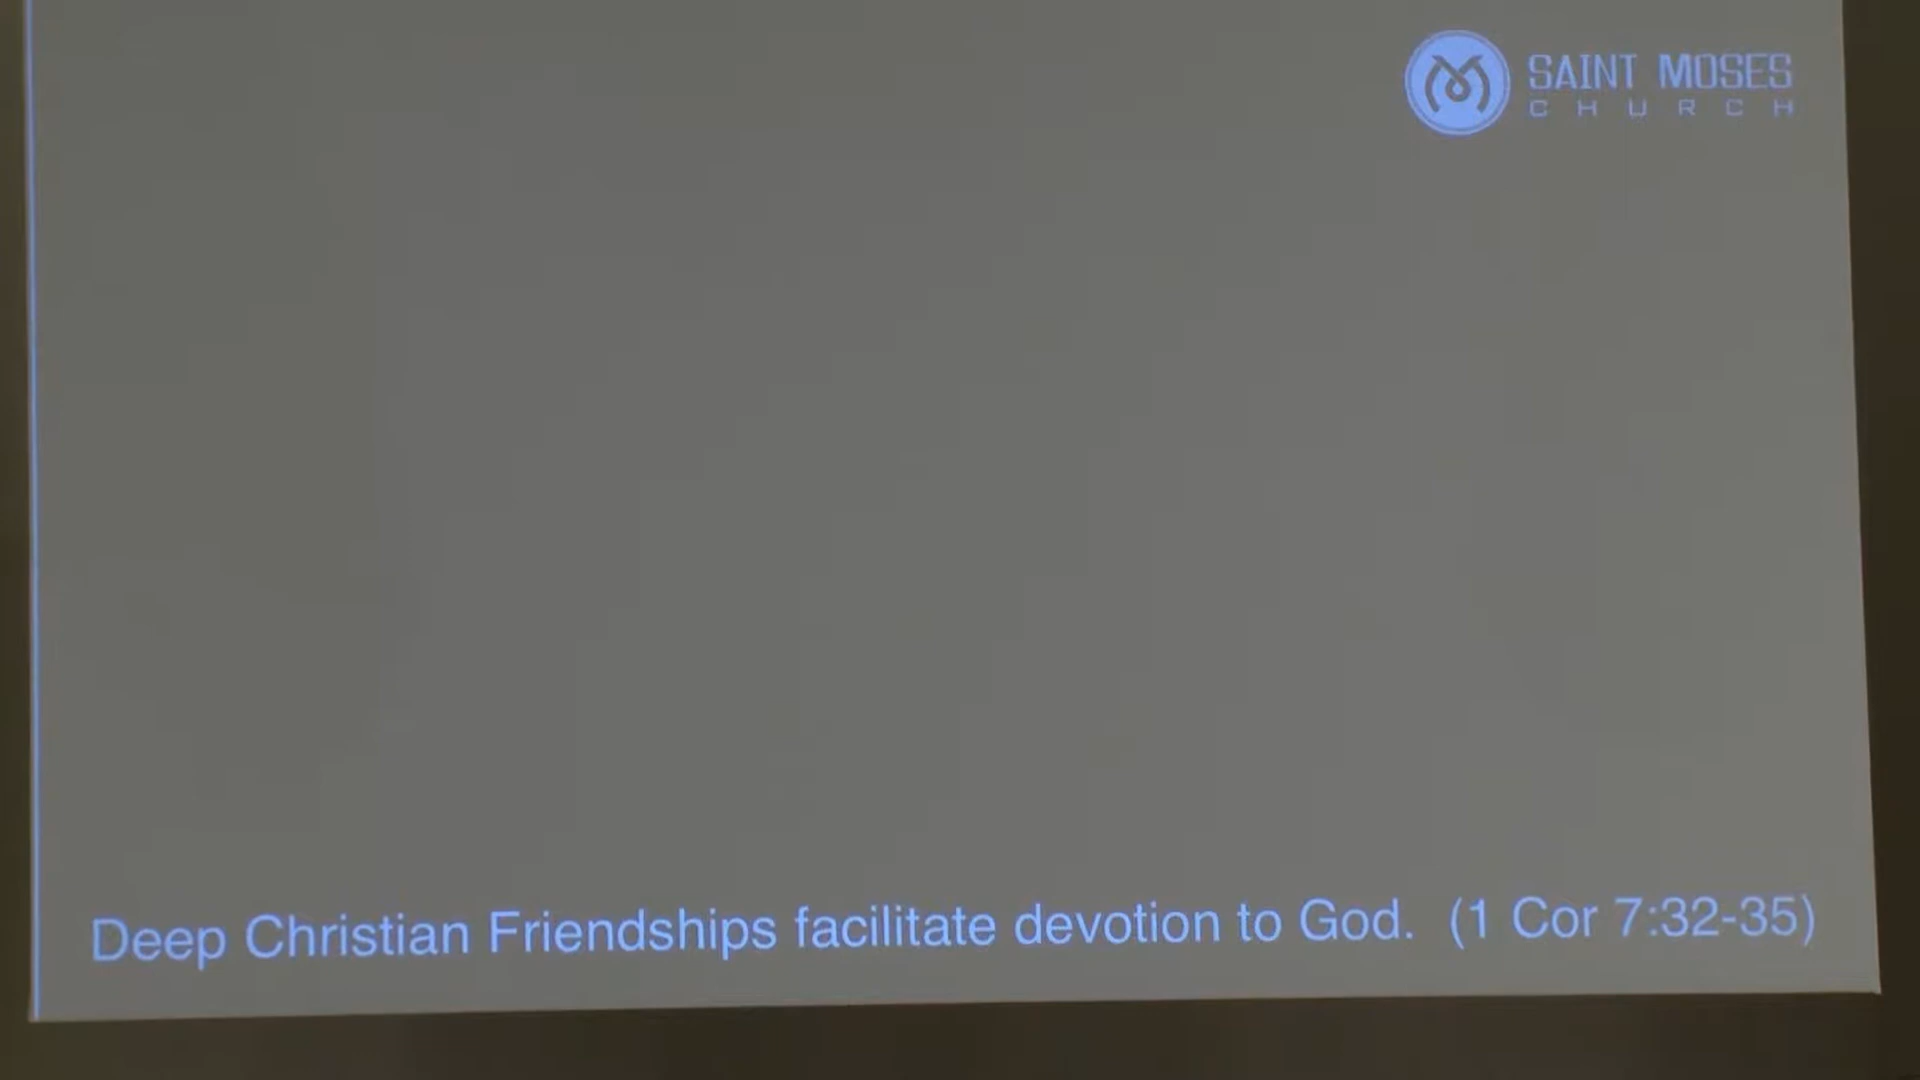 SAINT MOSES
CHURCH
Deep Christian Friendships facilitate devotion to God. (1 Cor 7:32-35)